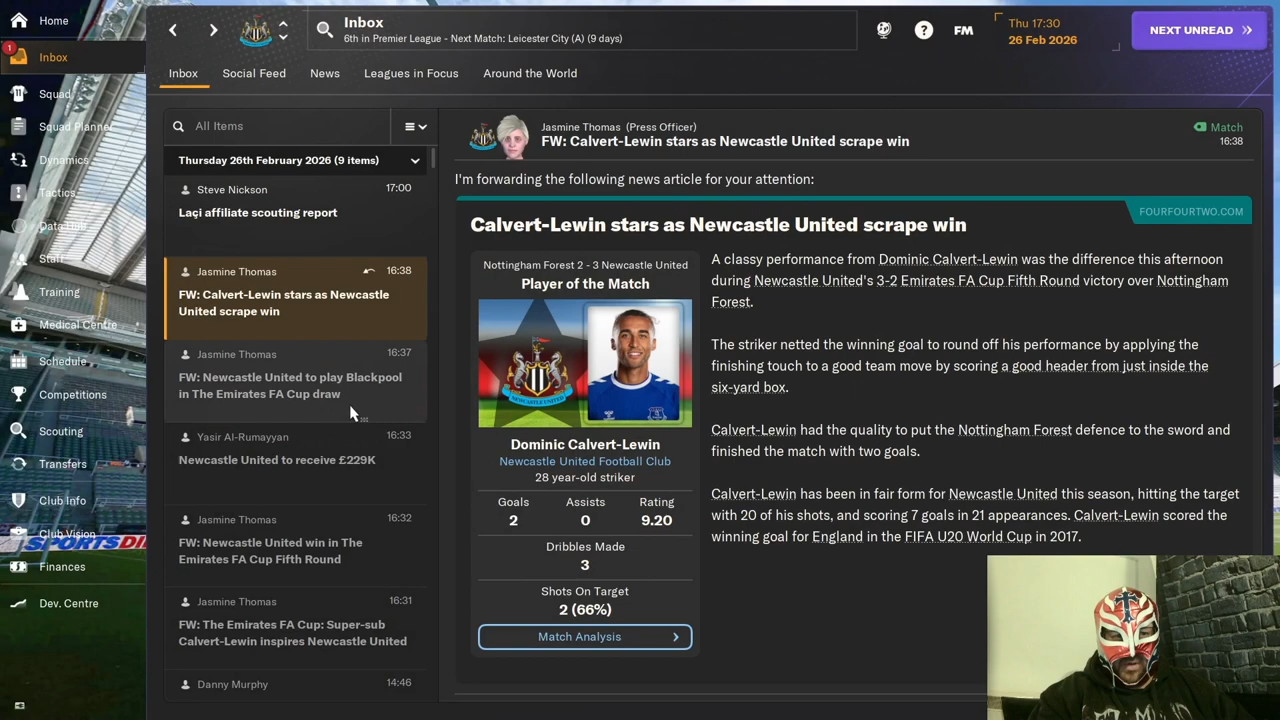 Home
Inbox
6th in Premier League - Next Match: Leicester City (A) (9 days)
FM
Thu 17:30
26 Feb 2026
NEXT UNREAD
1
Inbox
Squad
Squad Planner
Dynamics
Tactics
Data Hub
Staff
Training
Medical Centre
Schedule
Competitions
Scouting
Transfers
Club Info
Club Vision
SPORTS DI
Finances
Dev. Centre
Inbox
Social Feed
News
Leagues in Focus
Around the World
All Items
Thursday 26th February 2026 (9 items)
Steve Nickson
17:00
Laçi affiliate scouting report
Jasmine Thomas
16:38
FW: Calvert-Lewin stars as Newcastle
United scrape win
Jasmine Thomas
16:37
FW: Newcastle United to play Blackpool
in The Emirates FA Cup draw
Yasir Al-Rumayyan
16:33
Newcastle United to receive £229K
Jasmine Thomas
16:32
FW: Newcastle United win in The
Emirates FA Cup Fifth Round
Jasmine Thomas
16:31
FW: The Emirates FA Cup: Super-sub
Calvert-Lewin inspires Newcastle United
Danny Murphy
14:46
Jasmine Thomas (Press Officer)
FW: Calvert-Lewin stars as Newcastle United scrape win
Match
16:38
I'm forwarding the following news article for your attention:
FOURFOURTWO.COM
Calvert-Lewin stars as Newcastle United scrape win
Nottingham Forest 2 - 3 Newcastle United
Player of the Match
Dominic Calvert-Lewin
Newcastle United Football Club
28 year-old striker
Goals
Assists
Rating
2
0
9.20
Dribbles Made
3
Shots On Target
2 (66%)
Match Analysis
A classy performance from Dominic Calvert-Lewin was the difference this afternoon
during Newcastle United's 3-2 Emirates FA Cup Fifth Round victory over Nottingham
Forest.
The striker netted the winning goal to round off his performance by applying the
finishing touch to a good team move by scoring a good header from just inside the
six-yard box.
Calvert-Lewin had the quality to put the Nottingham Forest defence to the sword and
finished the match with two goals.
Calvert-Lewin has been in fair form for Newcastle United this season, hitting the target
with 20 of his shots, and scoring 7 goals in 21 appearances. Calvert-Lewin scored the
winning goal for England in the FIFA U20 World Cup in 2017.